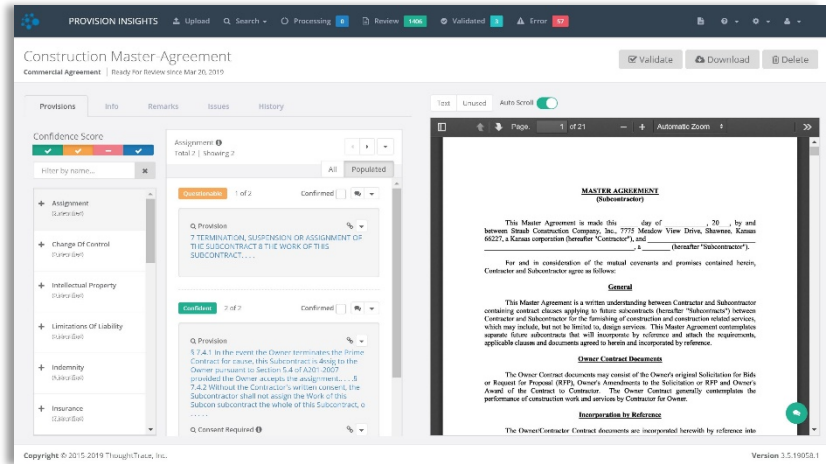 PROVISION INSIGHTS Upload Search Processing 0 Review 1406 Validated 3 Error 57
Construction Master-Agreement
Commercial Agreement | Ready For Review since Mar 20, 2019
Validate Download Delete
Provisions Info Remarks Issues History
Text Unused Auto Scroll
Confidence Score
Filter by name...
Assignment
Change Of Control
Intellectual Property
Limitations Of Liability
Indemnity
Insurance
Assignment
Total 2 | Showing 2
All Populated
Questionable 1 of 2 Confirmed
Provision
7 TERMINATION, SUSPENSION OR ASSIGNMENT OF
THE SUBCONTRACT 8 THE WORK OF THIS
SUBCONTRACT. . . .
Confident 2 of 2 Confirmed
Provision
§ 7.4.1 In the event the Owner terminates the Prime
Contract for cause, this Subcontract is assig to the
Owner pursuant to Section 5.4 of A201-2007
provided the Owner accepts the assignment. . . . .§
7.4.2 Without the Contractor's written consent, the
Subcontractor shall not assign the Work of this
Subcon subcontract the whole of this Subcontract, o
. . . . .
Consent Required
Page: 1 of 21 Automatic Zoom
MASTER AGREEMENT
(Subcontractor)
This Master Agreement is made this ____ day of ________, 20__, by and
between Straub Construction Company, Inc., 7775 Meadow View Drive, Shawnee, Kansas
66227, a Kansas corporation (hereafter "Contractor"), and
, a (hereafter "Subcontractor").
For and in consideration of the mutual covenants and promises contained herein,
Contractor and Subcontractor agree as follows:
General
This Master Agreement is a written understanding between Contractor and Subcontractor
containing contract clauses applying to future subcontracts (hereafter "Subcontracts") between
Contractor and Subcontractor for the furnishing of construction and construction related services,
which may include, but not be limited to, design services. This Master Agreement contemplates
separate future subcontracts that will incorporate by reference and attach the requirements,
applicable clauses and documents agreed to herein and incorporated by reference.
Owner Contract Documents
The Owner Contract documents may consist of the Owner's original Solicitation for Bids
or Request for Proposal (RFP), Owner's Amendments to the Solicitation or RFP and Owner's
Award of the Contract to Contractor. The Owner Contract generally contemplates the
performance of construction work and services by Contractor for Owner.
Incorporation by Reference
The Owner/Contractor Contract documents are incorporated herewith by reference into
Copyright © 2015-2019 ThoughtTrace, Inc.
Version 3.5.19058.1